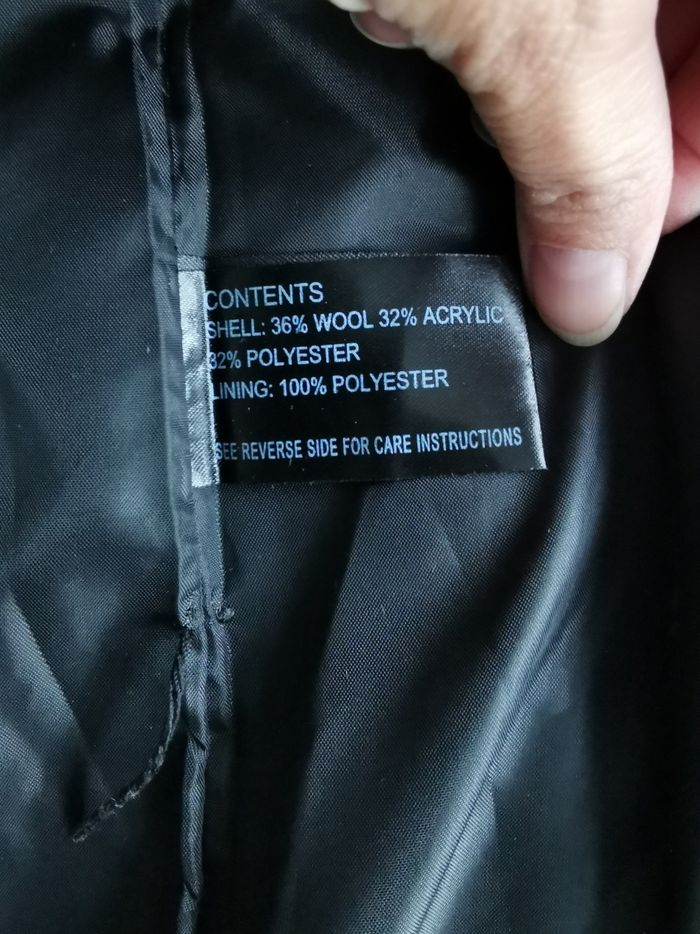 CONTENTS
SHELL: 36% WOOL 32% ACRYLIC
32% POLYESTER
LINING: 100% POLYESTER
SEE REVERSE SIDE FOR CARE INSTRUCTIONS